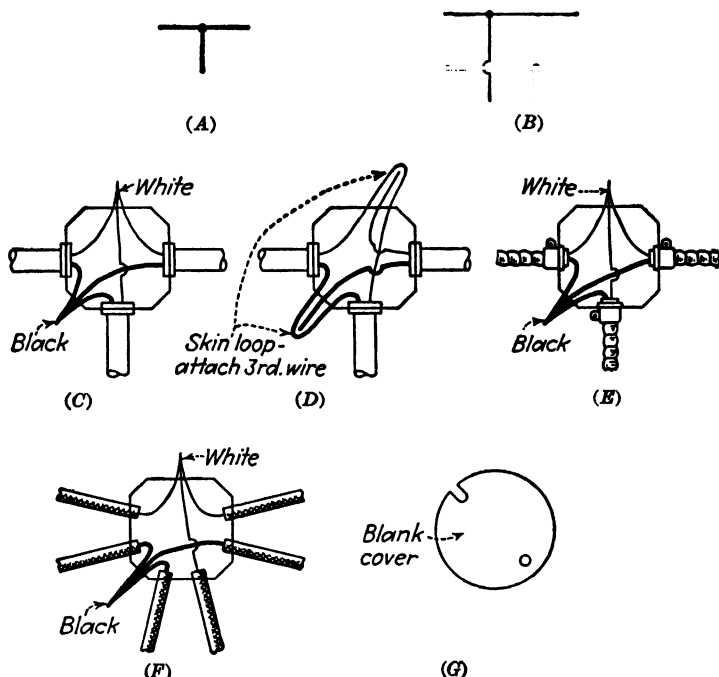 (A)
(B)
White
Black
(C)
Skin loop-
attach 3rd. wire
(D)
White
Black
(E)
White
Black
(F)
Blank
cover
(G)